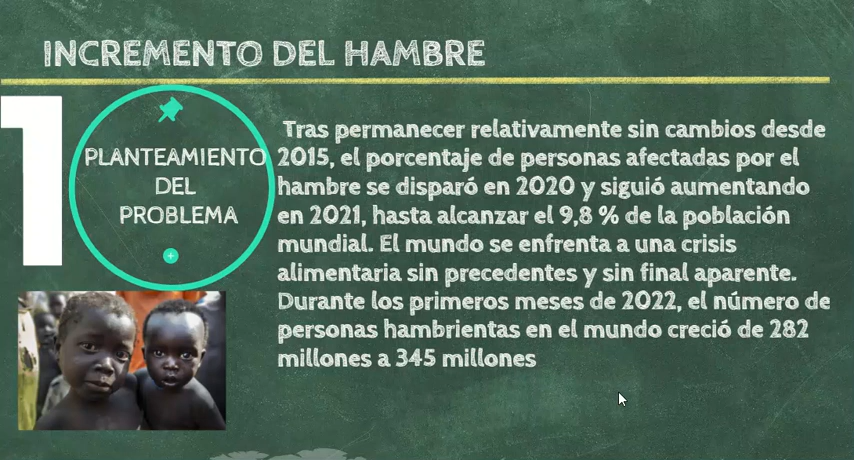 INCREMENTO DEL HAMBRE
1
PLANTEAMIENTO
DEL
PROBLEMA
Tras permanecer relativamente sin cambios desde
2015, el porcentaje de personas afectadas por el
hambre se disparó en 2020 y siguió aumentando
en 2021, hasta alcanzar el 9,8 % de la población
mundial. El mundo se enfrenta a una crisis
alimentaria sin precedentes y sin final aparente.
Durante los primeros meses de 2022, el número de
personas hambrientas en el mundo creció de 282
millones a 345 millones